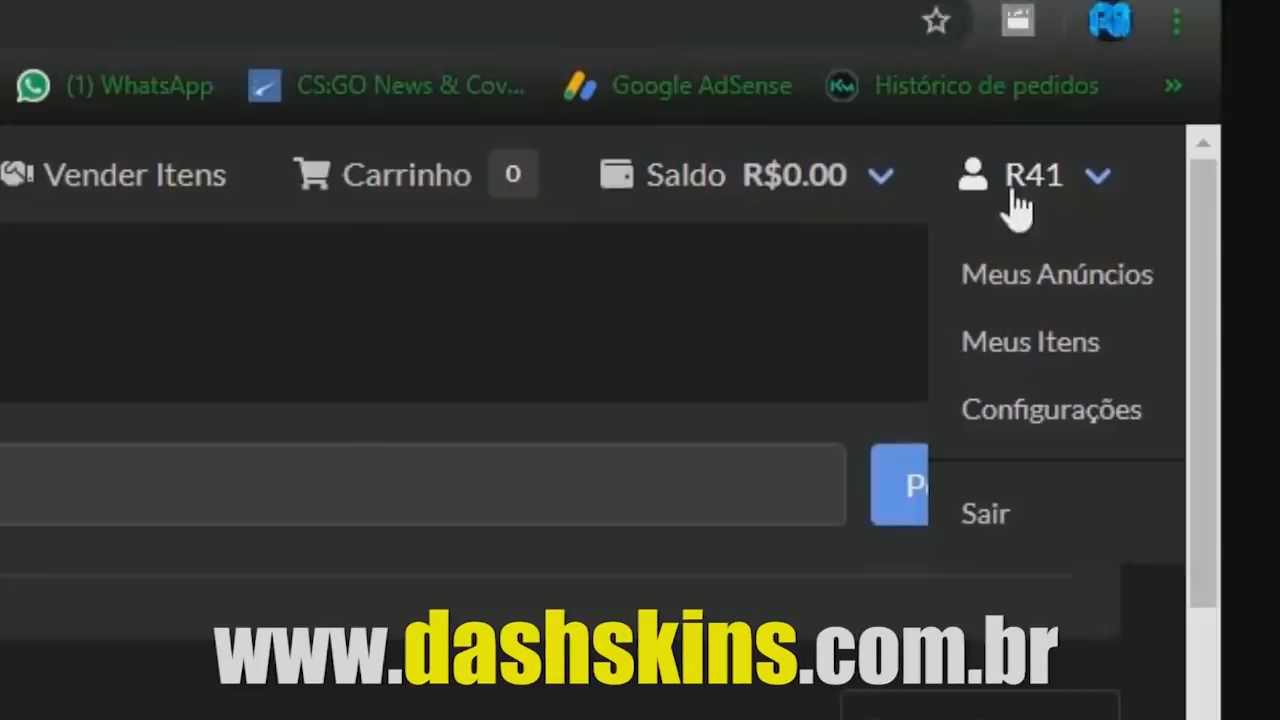 (1) WhatsApp CS:GO News & Cov... Google AdSense Histórico de pedidos »
Vender Itens Carrinho 0 Saldo R$0.00 R41
Meus Anúncios
Meus Itens
Configurações
Sair
www.dashskins.com.br